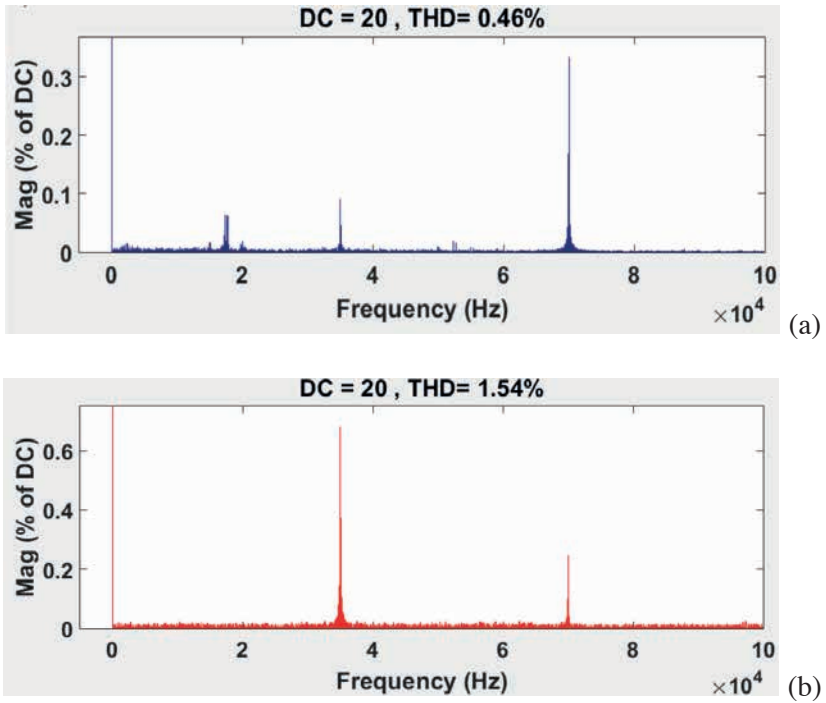 DC = 20 , THD= 0.46%
Mag (% of DC)
0.3
0.2
0.1
0
0 2 4 6 8 10
Frequency (Hz)
×10⁴
(a)
DC = 20 , THD= 1.54%
Mag (% of DC)
0.6
0.4
0.2
0
0 2 4 6 8 10
Frequency (Hz)
×10⁴
(b)